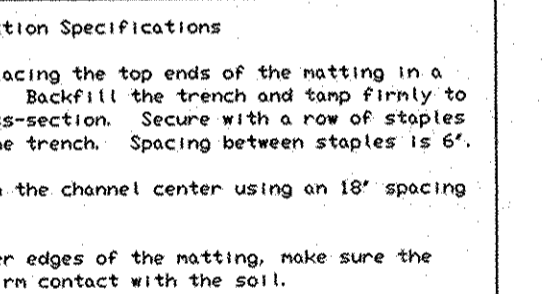 tion Specifications
acing the top ends of the matting in a
Backfill the trench and tamp firmly to
s-section. Secure with a row of staples
e trench. Spacing between staples is 6".
the channel center using an 18" spacing
er edges of the matting, make sure the
rm contact with the soil.